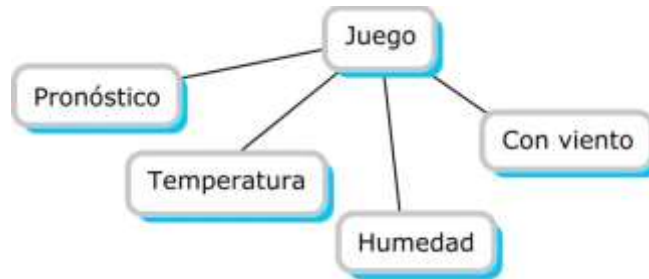 Juego
Pronóstico
Con viento
Temperatura
Humedad